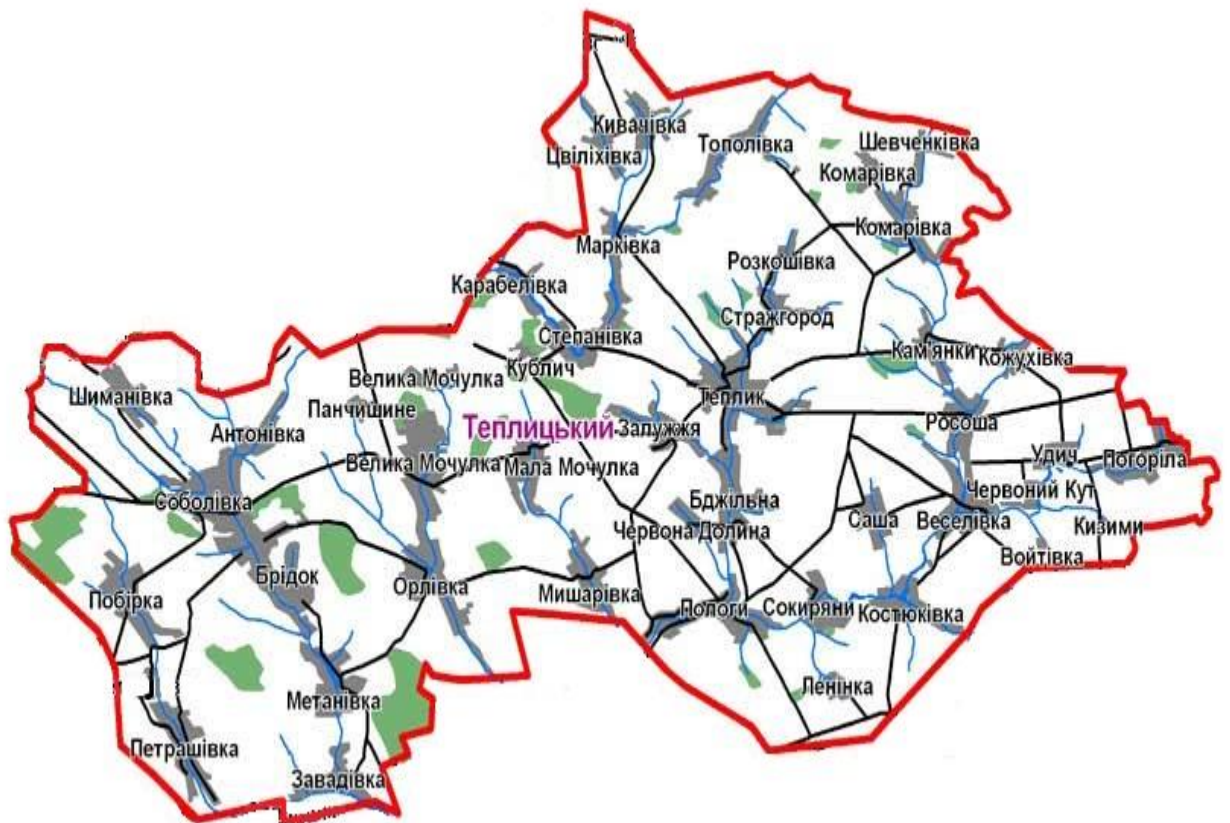 Кивачівка
Цвіліхівка
Тополівка
Шевченківка
Комарівка
Комарівка
Марківка
Розкошівка
Карабелівка
Стражгород
Степанівка
Кублич
Кам'янки
Кожухівка
Шиманівка
Велика Мочулка
Панчишине
Теплик
Антонівка
Теплицький
Залужжя
Росоша
Велика Мочулка
Мала Мочулка
Удич
Погоріла
Соболівка
Бджільна
Червоний Кут
Червона Долина
Саша
Веселівка
Кизими
Войтівка
Брідок
Орлівка
Мишарівка
Побірка
Пологи
Сокиряни
Костюківка
Метанівка
Ленінка
Петрашівка
Завадівка